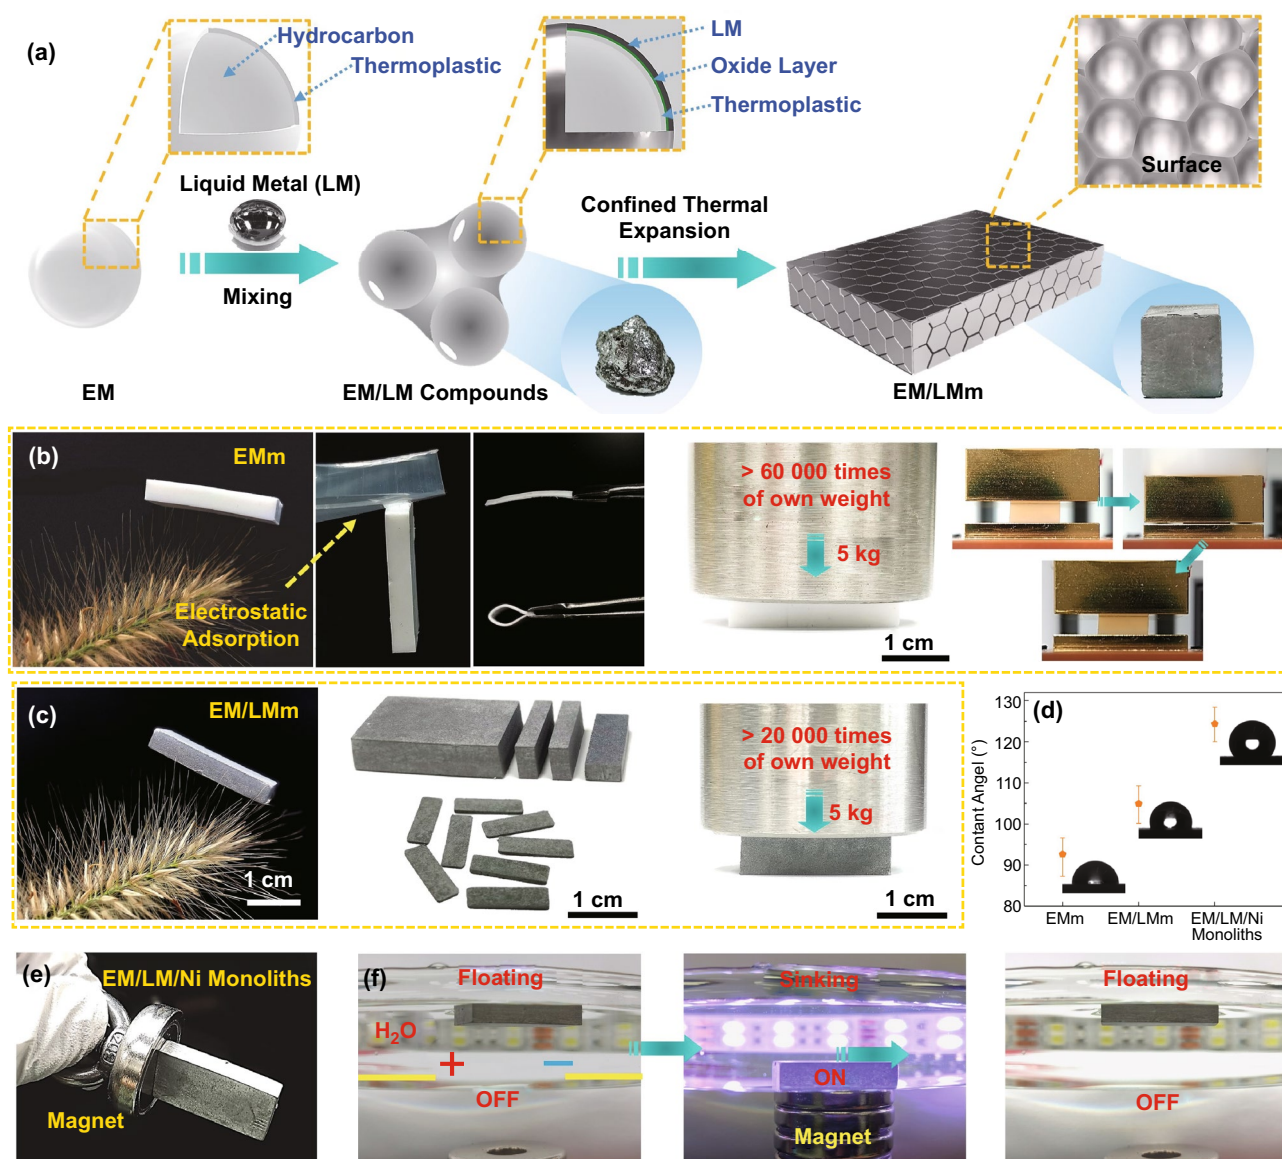 (a)
Hydrocarbon
Thermoplastic
LM
Oxide Layer
Thermoplastic
Surface
Liquid Metal (LM)
Mixing
Confined Thermal
Expansion
EM
EM/LM Compounds
EM/LMm
(b)
EMm
Electrostatic
Adsorption
> 60 000 times
of own weight
5 kg
1 cm
(c)
EM/LMm
1 cm
1 cm
> 20 000 times
of own weight
5 kg
1 cm
(d)
Contant Angel (°)
130
120
110
100
90
80
EMm
EM/LMm
EM/LM/Ni
Monoliths
(e)
EM/LM/Ni Monoliths
Magnet
(f)
Floating
H₂O
+
−
OFF
Sinking
ON
Magnet
Floating
OFF